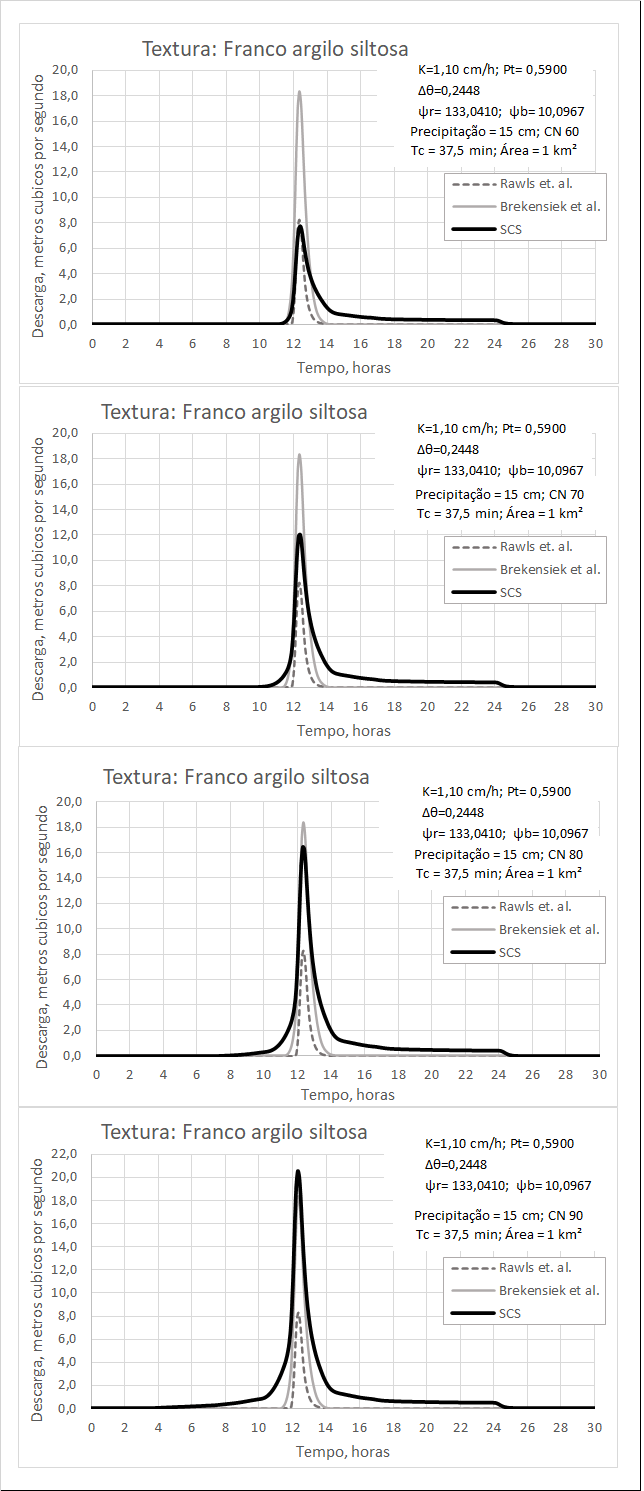 Textura: Franco argilo siltosa
K=1,10 cm/h; Pt= 0,5900
Δθ=0,2448
ψr= 133,0410; ψb= 10,0967
Precipitação = 15 cm; CN 60
Tc = 37,5 min; Área = 1 km²
Rawls et. al.
Brekensiek et al.
SCS
Descarga, metros cubicos por segundo
20,0
18,0
16,0
14,0
12,0
10,0
8,0
6,0
4,0
2,0
0,0
0 2 4 6 8 10 12 14 16 18 20 22 24 26 28 30
Tempo, horas
Textura: Franco argilo siltosa
K=1,10 cm/h; Pt= 0,5900
Δθ=0,2448
ψr= 133,0410; ψb= 10,0967
Precipitação = 15 cm; CN 70
Tc = 37,5 min; Área = 1 km²
Rawls et. al.
Brekensiek et al.
SCS
Descarga, metros cubicos por segundo
20,0
18,0
16,0
14,0
12,0
10,0
8,0
6,0
4,0
2,0
0,0
0 2 4 6 8 10 12 14 16 18 20 22 24 26 28 30
Tempo, horas
Textura: Franco argilo siltosa
K=1,10 cm/h; Pt= 0,5900
Δθ=0,2448
ψr= 133,0410; ψb= 10,0967
Precipitação = 15 cm; CN 80
Tc = 37,5 min; Área = 1 km²
Rawls et. al.
Brekensiek et al.
SCS
Descarga, metros cubicos por segundo
20,0
18,0
16,0
14,0
12,0
10,0
8,0
6,0
4,0
2,0
0,0
0 2 4 6 8 10 12 14 16 18 20 22 24 26 28 30
Tempo, horas
Textura: Franco argilo siltosa
K=1,10 cm/h; Pt= 0,5900
Δθ=0,2448
ψr= 133,0410; ψb= 10,0967
Precipitação = 15 cm; CN 90
Tc = 37,5 min; Área = 1 km²
Rawls et. al.
Brekensiek et al.
SCS
Descarga, metros cubicos por segundo
22,0
20,0
18,0
16,0
14,0
12,0
10,0
8,0
6,0
4,0
2,0
0,0
0 2 4 6 8 10 12 14 16 18 20 22 24 26 28 30
Tempo, horas